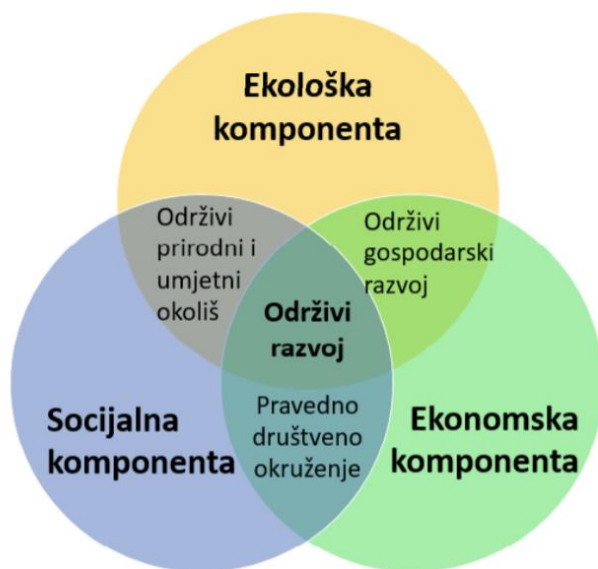 Ekološka
komponenta
Održivi
prirodni i
umjetni
okoliš
Održivi
gospodarski
razvoj
Održivi
razvoj
Socijalna
komponenta
Pravedno
društveno
okruženje
Ekonomska
komponenta